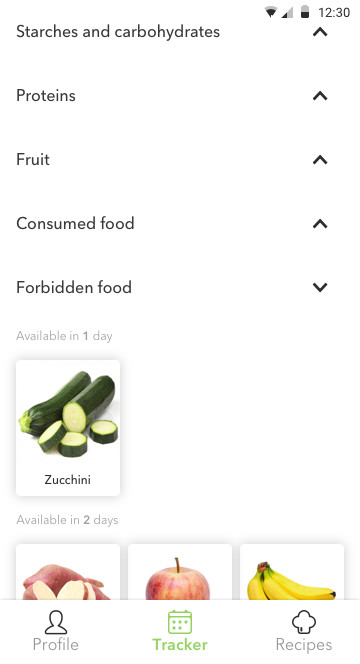 12:30
Starches and carbohydrates
Proteins
Fruit
Consumed food
Forbidden food
Available in 1 day
Zucchini
Available in 2 days
Profile
Tracker
Recipes